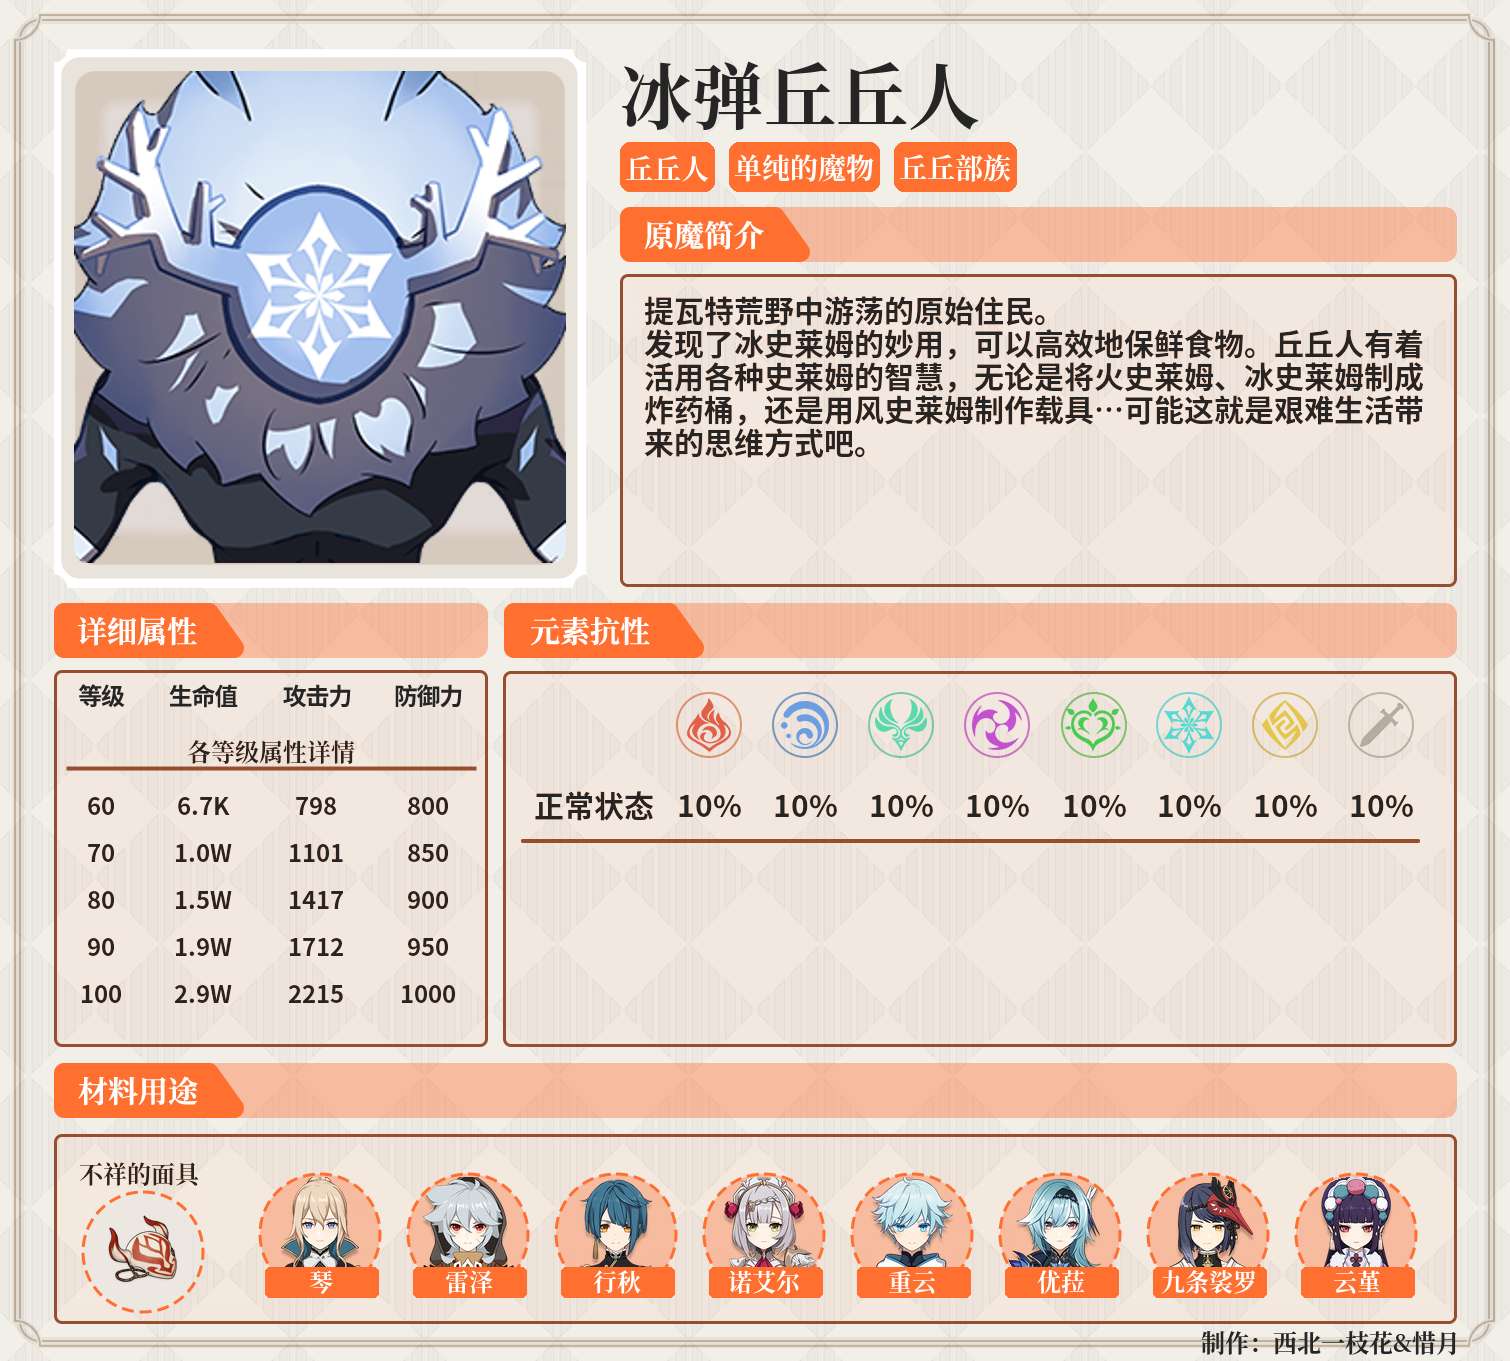 冰弹丘丘人
丘丘人 单纯的魔物 丘丘部族
原魔简介
提瓦特荒野中游荡的原始住民。
发现了冰史莱姆的妙用，可以高效地保鲜食物。丘丘人有着
活用各种史莱姆的智慧，无论是将火史莱姆、冰史莱姆制成
炸药桶，还是用风史莱姆制作载具…可能这就是艰难生活带
来的思维方式吧。
详细属性
等级 生命值 攻击力 防御力
各等级属性详情
60 6.7K 798 800
70 1.0W 1101 850
80 1.5W 1417 900
90 1.9W 1712 950
100 2.9W 2215 1000
元素抗性
正常状态 10% 10% 10% 10% 10% 10% 10% 10%
材料用途
不祥的面具
琴 雷泽 行秋 诺艾尔 重云 优菈 九条裟罗 云堇
制作：西北一枝花&惜月